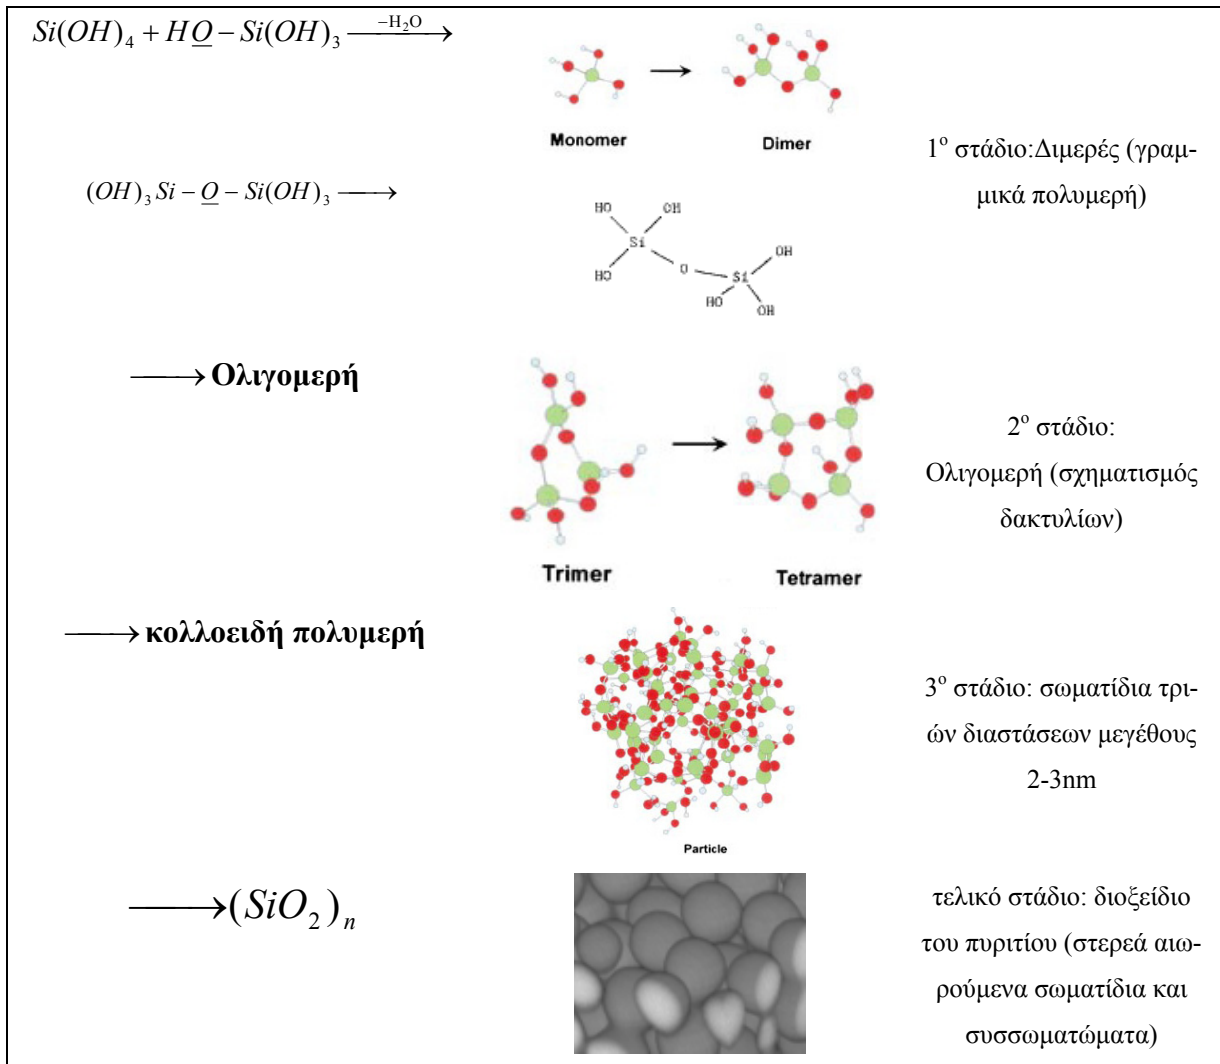 Si(OH)₄ + HO̲ − Si(OH)₃ —−H₂O→
Monomer
Dimer
1º στάδιο:Διμερές (γραμ-
μικά πολυμερή)
(OH)₃Si − O̲ − Si(OH)₃ ⟶
HO OH
Si
HO
O
Si
OH
HO
OH
⟶ Ολιγομερή
Trimer
Tetramer
2º στάδιο:
Ολιγομερή (σχηματισμός
δακτυλίων)
⟶ κολλοειδή πολυμερή
Particle
3º στάδιο: σωματίδια τρι-
ών διαστάσεων μεγέθους
2-3nm
⟶ (SiO₂)ₙ
τελικό στάδιο: διοξείδιο
του πυριτίου (στερεά αιω-
ρούμενα σωματίδια και
συσσωματώματα)